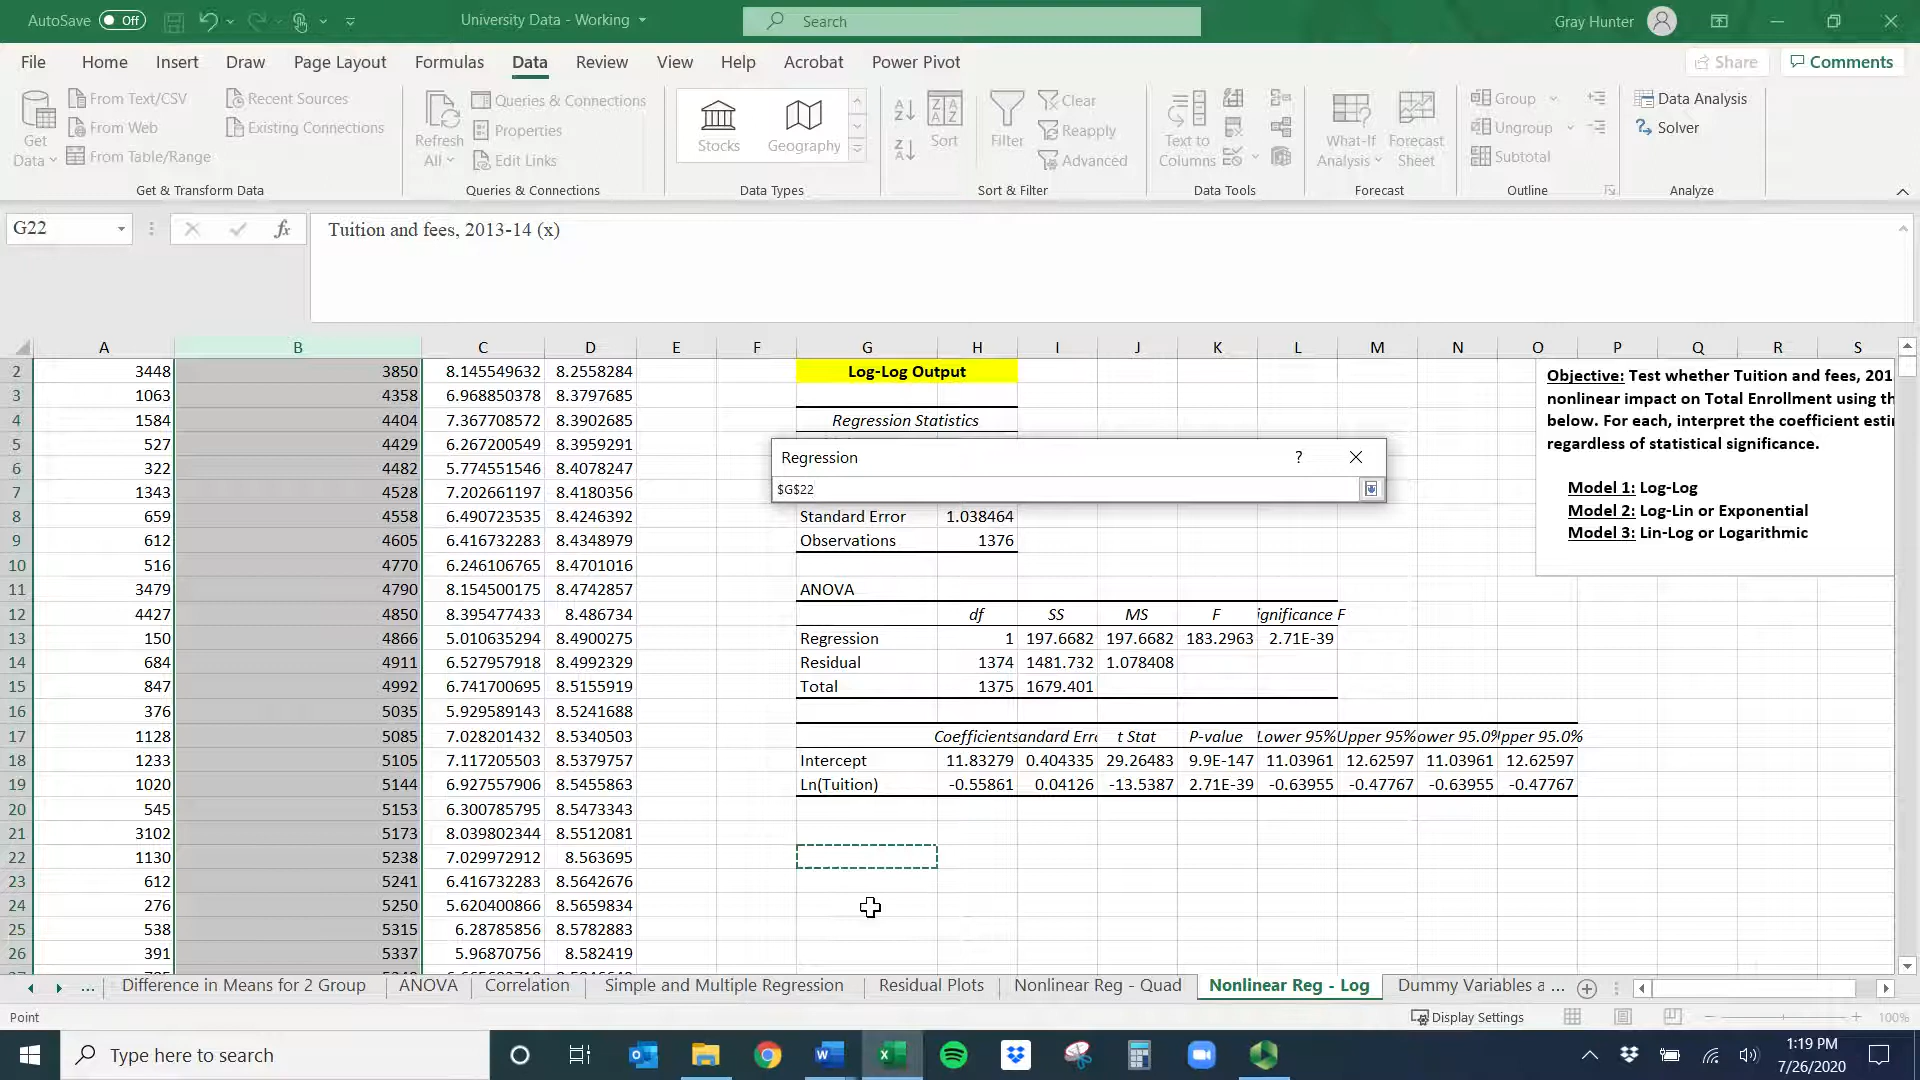 AutoSave Off University Data - Working Search Gray Hunter
File Home Insert Draw Page Layout Formulas Data Review View Help Acrobat Power Pivot Share Comments
Get Data
From Text/CSV
From Web
From Table/Range
Recent Sources
Existing Connections
Get & Transform Data
Refresh All
Queries & Connections
Properties
Edit Links
Queries & Connections
Stocks Geography
Data Types
Sort
Filter
Clear
Reapply
Advanced
Sort & Filter
Text to Columns
Data Tools
What-If Analysis
Forecast Sheet
Forecast
Group
Ungroup
Subtotal
Outline
Data Analysis
Solver
Analyze
G22 fx Tuition and fees, 2013-14 (x)
A B C D E F G H I J K L M N O P Q R S
2 3448 3850 8.145549632 8.2558284 Log-Log Output
3 1063 4358 6.968850378 8.3797685
4 1584 4404 7.367708572 8.3902685 Regression Statistics
5 527 4429 6.267200549 8.3959291
6 322 4482 5.774551546 8.4078247
7 1343 4528 7.202661197 8.4180356
8 659 4558 6.490723535 8.4246392 Standard Error 1.038464
9 612 4605 6.416732283 8.4348979 Observations 1376
10 516 4770 6.246106765 8.4701016
11 3479 4790 8.154500175 8.4742857 ANOVA
12 4427 4850 8.395477433 8.486734 df SS MS F ignificance F
13 150 4866 5.010635294 8.4900275 Regression 1 197.6682 197.6682 183.2963 2.71E-39
14 684 4911 6.527957918 8.4992329 Residual 1374 1481.732 1.078408
15 847 4992 6.741700695 8.5155919 Total 1375 1679.401
16 376 5035 5.929589143 8.5241688
17 1128 5085 7.028201432 8.5340503 Coefficients andard Erro t Stat P-value Lower 95% Upper 95% ower 95.0% pper 95.0%
18 1233 5105 7.117205503 8.5379757 Intercept 11.83279 0.404335 29.26483 9.9E-147 11.03961 12.62597 11.03961 12.62597
19 1020 5144 6.927557906 8.5455863 Ln(Tuition) -0.55861 0.04126 -13.5387 2.71E-39 -0.63955 -0.47767 -0.63955 -0.47767
20 545 5153 6.300785795 8.5473343
21 3102 5173 8.039802344 8.5512081
22 1130 5238 7.029972912 8.563695
23 612 5241 6.416732283 8.5642676
24 276 5250 5.620400866 8.5659834
25 538 5315 6.28785856 8.5782883
26 391 5337 5.96870756 8.582419
Regression ?
$G$22
Objective: Test whether Tuition and fees, 201
nonlinear impact on Total Enrollment using th
below. For each, interpret the coefficient esti
regardless of statistical significance.
Model 1: Log-Log
Model 2: Log-Lin or Exponential
Model 3: Lin-Log or Logarithmic
... Difference in Means for 2 Group ANOVA Correlation Simple and Multiple Regression Residual Plots Nonlinear Reg - Quad Nonlinear Reg - Log Dummy Variables a ...
Point Display Settings 100%
Type here to search 1:19 PM
7/26/2020